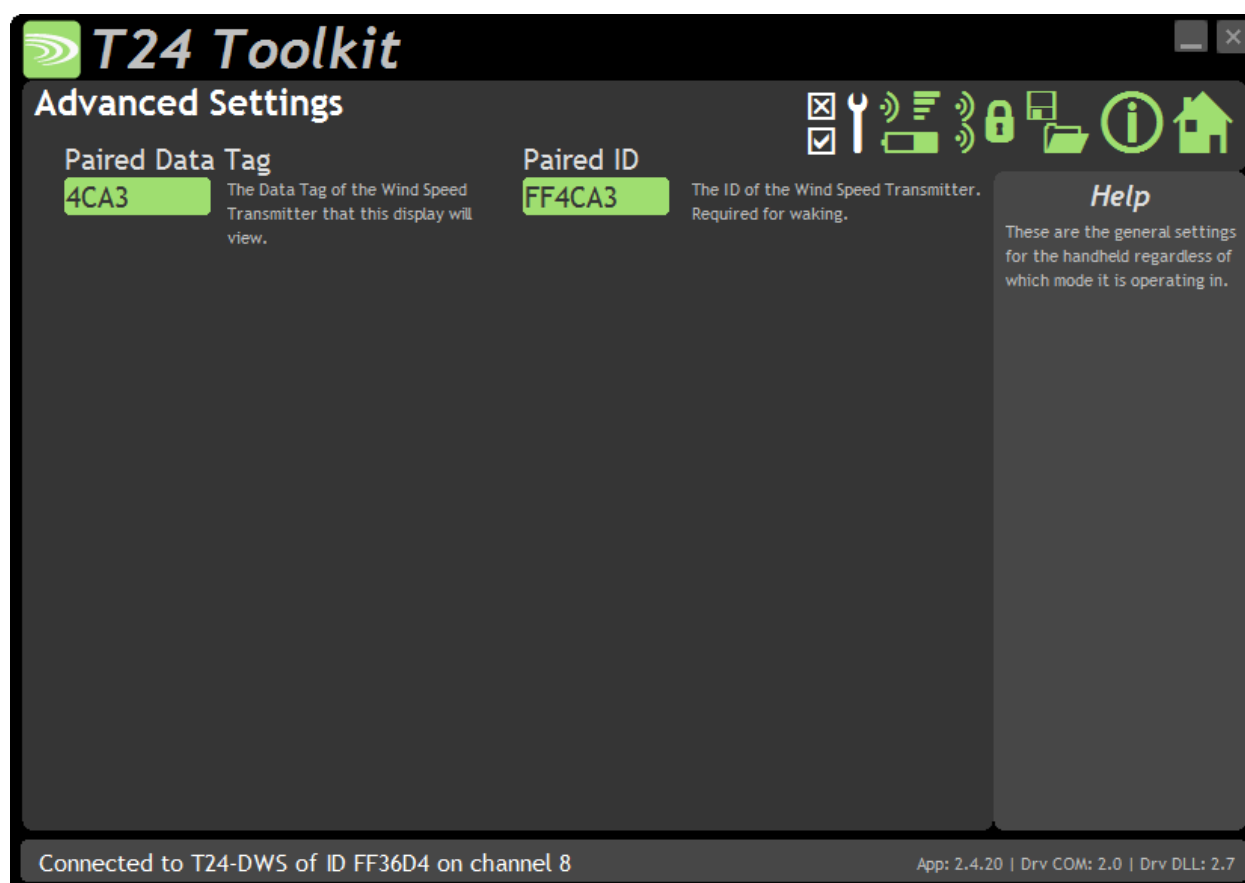 T24 Toolkit
Advanced Settings
Paired Data Tag
4CA3
The Data Tag of the Wind Speed
Transmitter that this display will
view.
Paired ID
FF4CA3
The ID of the Wind Speed Transmitter.
Required for waking.
Help
These are the general settings
for the handheld regardless of
which mode it is operating in.
Connected to T24-DWS of ID FF36D4 on channel 8
App: 2.4.20 | Drv COM: 2.0 | Drv DLL: 2.7